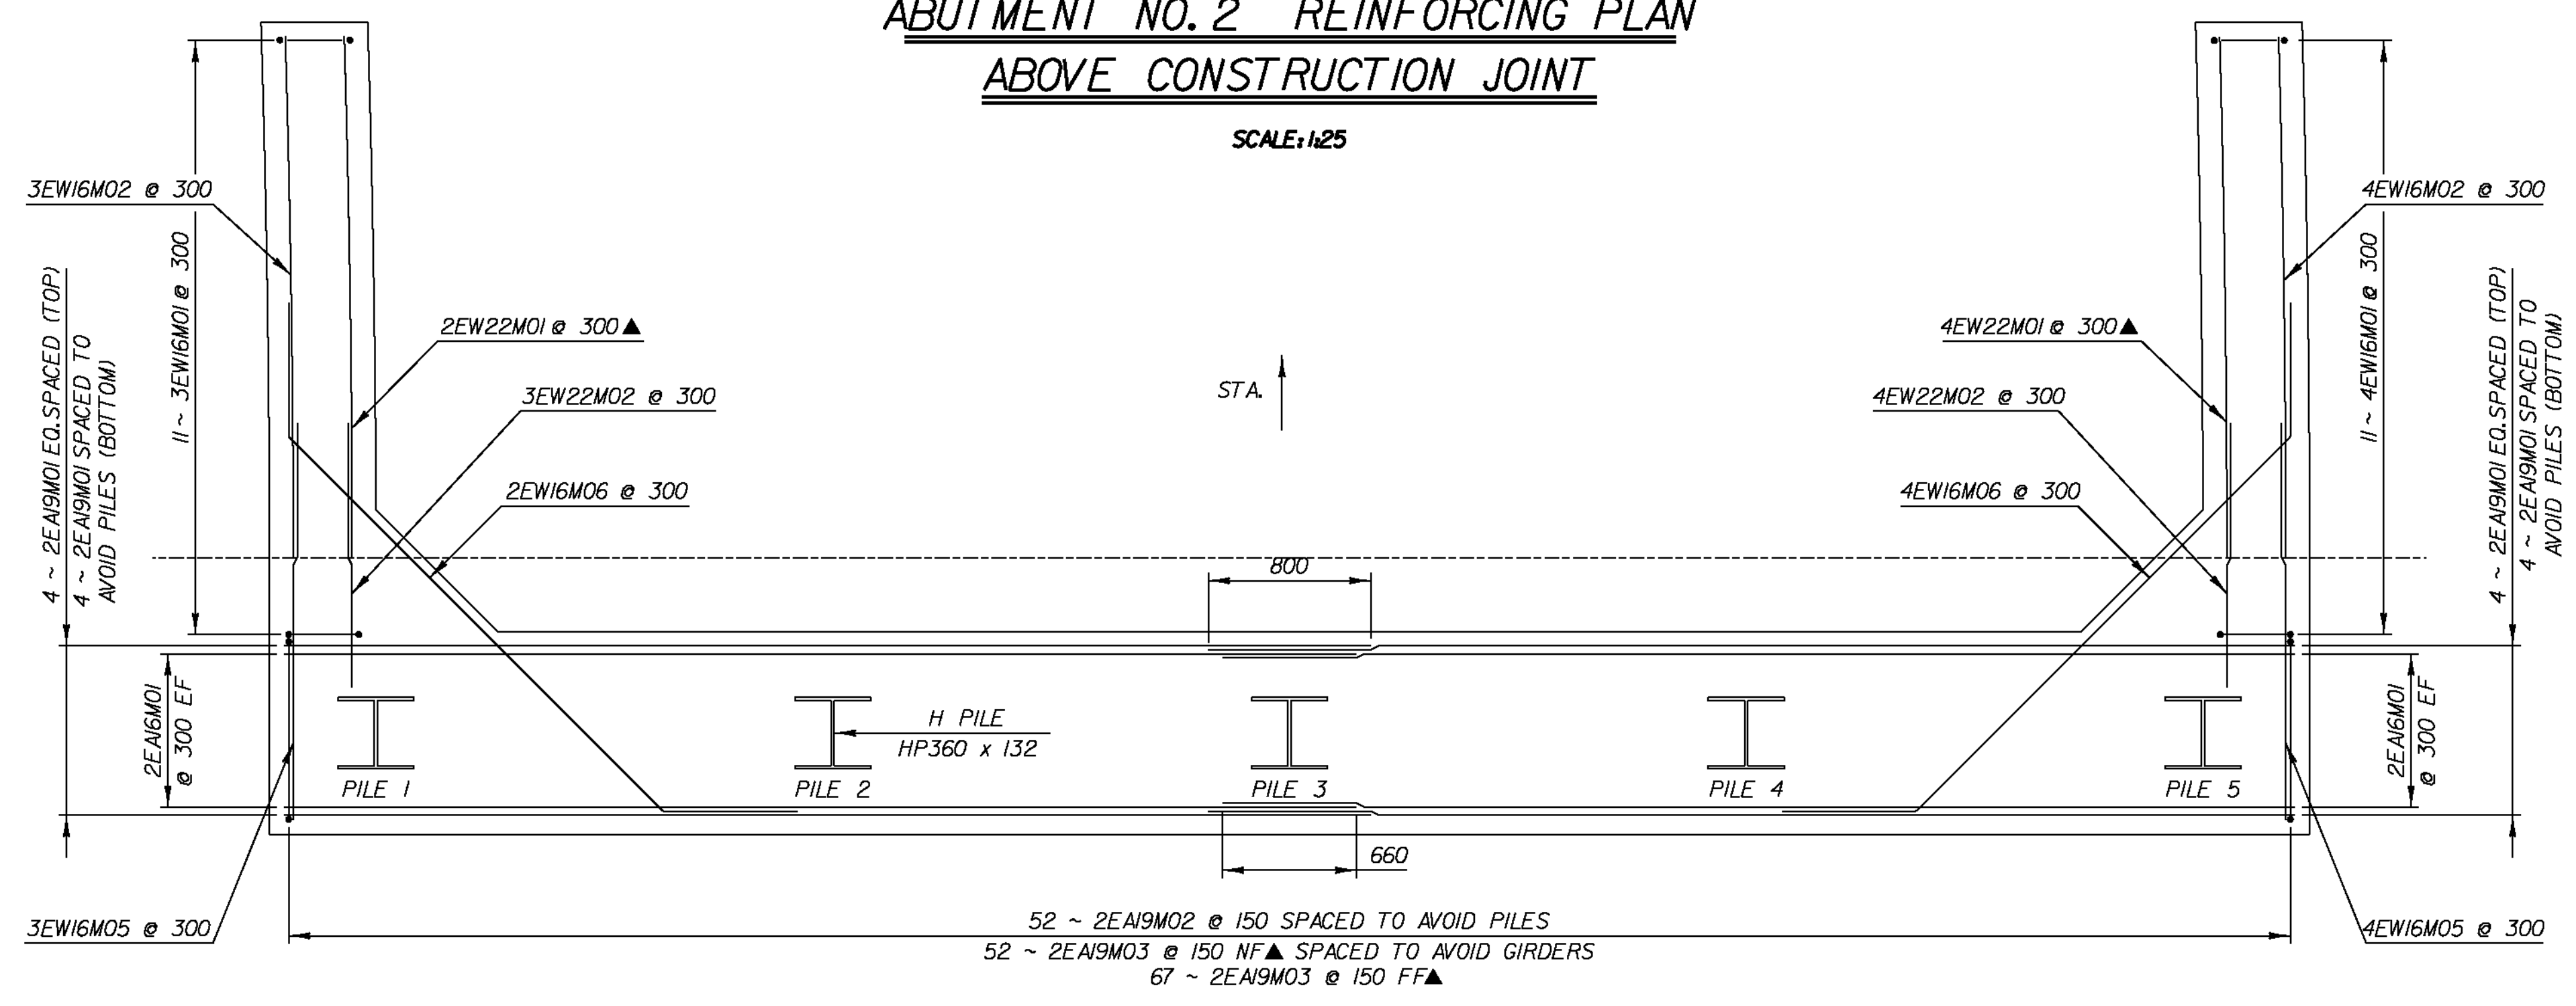 ABUTMENT NO. 2 REINFORCING PLAN
ABOVE CONSTRUCTION JOINT
SCALE: 1:25
3EW16M02 @ 300
4EW16M02 @ 300
4 ~ 2EA19M01 EQ. SPACED (TOP)
4 ~ 2EA19M01 SPACED TO
AVOID PILES (BOTTOM)
11 ~ 3EW16M01 @ 300
2EW22M01 @ 300▲
3EW22M02 @ 300
2EW16M06 @ 300
STA.
4EW22M01 @ 300▲
4EW22M02 @ 300
4EW16M06 @ 300
11 ~ 4EW16M01 @ 300
4 ~ 2EA19M01 EQ. SPACED (TOP)
4 ~ 2EA19M01 SPACED TO
AVOID PILES (BOTTOM)
800
2EA16M01
@ 300 EF
H PILE
HP360 x 132
2EA16M01
@ 300 EF
PILE 1
PILE 2
PILE 3
PILE 4
PILE 5
660
3EW16M05 @ 300
52 ~ 2EA19M02 @ 150 SPACED TO AVOID PILES
52 ~ 2EA19M03 @ 150 NF▲ SPACED TO AVOID GIRDERS
67 ~ 2EA19M03 @ 150 FF▲
4EW16M05 @ 300